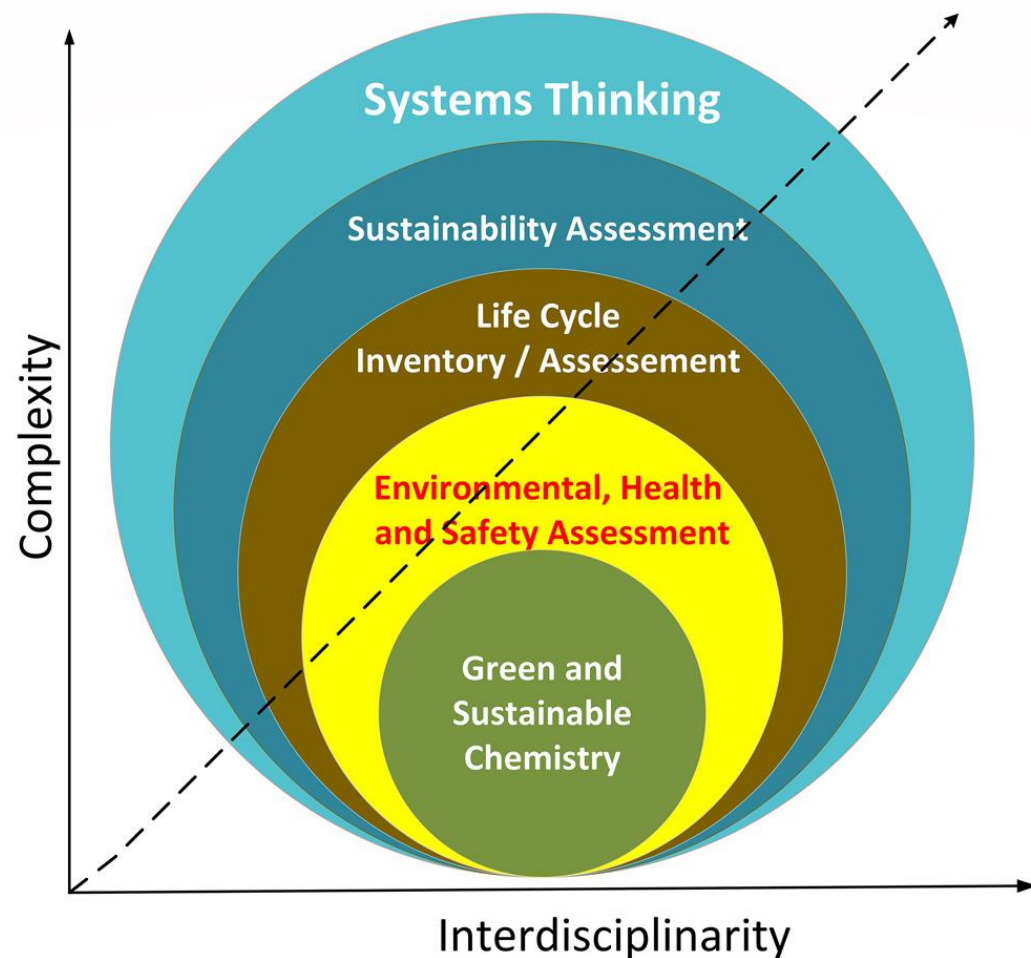 Systems Thinking
Sustainability Assessment
Life Cycle
Inventory / Assessement
Environmental, Health
and Safety Assessment
Green and
Sustainable
Chemistry
Complexity
Interdisciplinarity